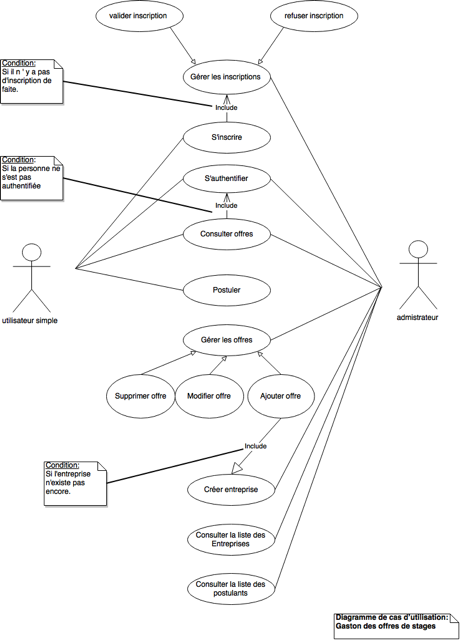 valider inscription
refuser inscription
Condition:
Si il n ' y a pas
d'inscription de
faite.
Gérer les inscriptions
Include
S'inscrire
Condition:
Si la personne ne
s'est pas
authentifiée
S'authentifier
Include
Consulter offres
utilisateur simple
admistrateur
Postuler
Gérer les offres
Supprimer offre
Modifier offre
Ajouter offre
Include
Condition:
Si l'entreprise
n'existe pas
encore.
Créer entreprise
Consulter la liste des
Entreprises
Consulter la liste des
postulants
Diagramme de cas d'utilisation:
Gaston des offres de stages